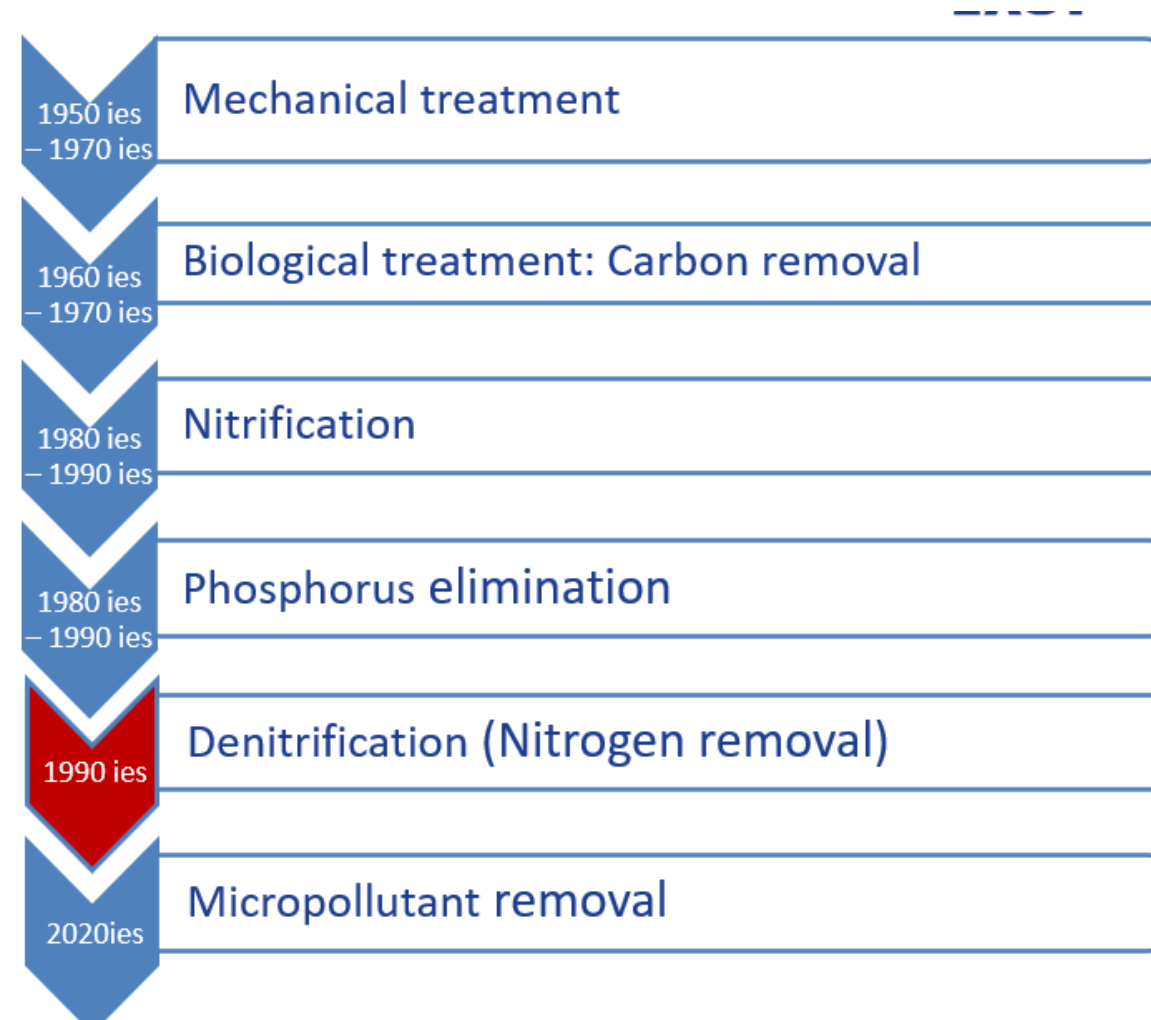 1950 ies
– 1970 ies
Mechanical treatment
1960 ies
– 1970 ies
Biological treatment: Carbon removal
1980 ies
– 1990 ies
Nitrification
1980 ies
– 1990 ies
Phosphorus elimination
1990 ies
Denitrification (Nitrogen removal)
2020ies
Micropollutant removal